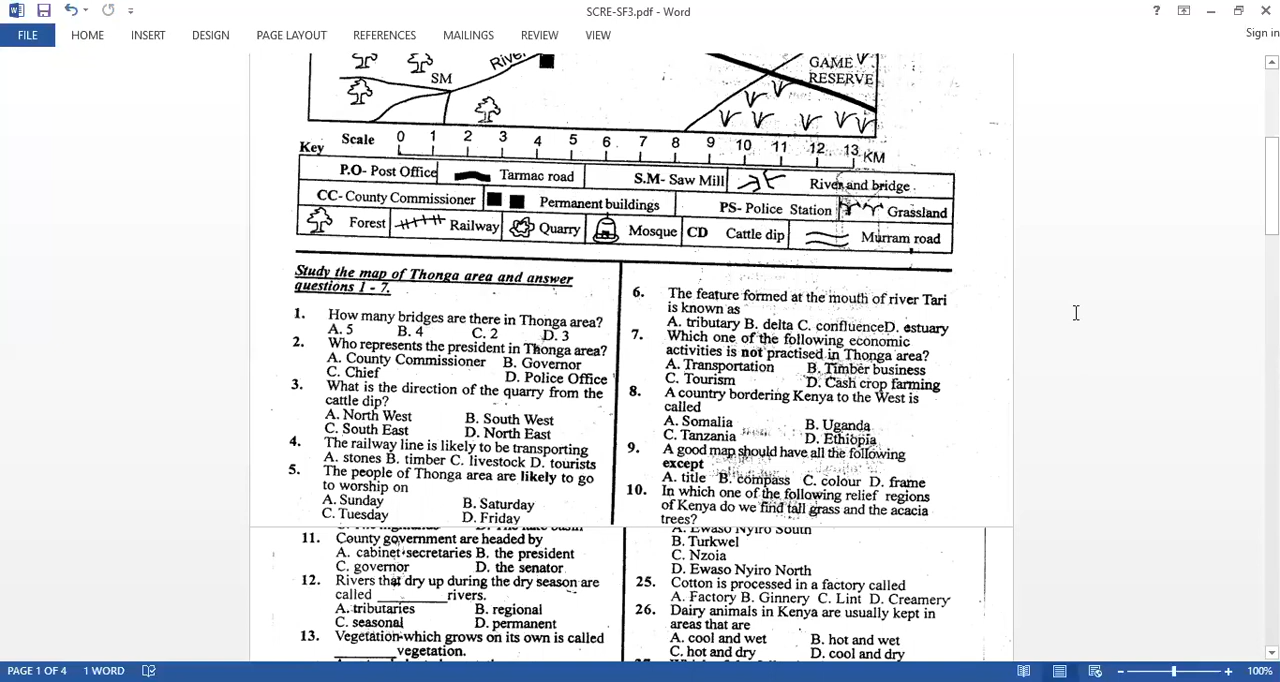 SCRE-SF3.pdf - Word
Sign in
FILE HOME INSERT DESIGN PAGE LAYOUT REFERENCES MAILINGS REVIEW VIEW
River
SM
GAME
RESERVE
Scale 0 1 2 3 4 5 6 7 8 9 10 11 12 13 KM
Key
P.O- Post Office Tarmac road S.M- Saw Mill River and bridge
CC- County Commissioner Permanent buildings PS- Police Station Grassland
Forest Railway Quarry Mosque CD Cattle dip Murram road
Study the map of Thonga area and answer
questions 1 - 7.
1. How many bridges are there in Thonga area?
A. 5 B. 4 C. 2 D. 3
2. Who represents the president in Thonga area?
A. County Commissioner B. Governor
C. Chief D. Police Office
3. What is the direction of the quarry from the
cattle dip?
A. North West B. South West
C. South East D. North East
4. The railway line is likely to be transporting
A. stones B. timber C. livestock D. tourists
5. The people of Thonga area are likely to go
to worship on
A. Sunday B. Saturday
C. Tuesday D. Friday
6. The feature formed at the mouth of river Tari
is known as
A. tributary B. delta C. confluence D. estuary
7. Which one of the following economic
activities is not practised in Thonga area?
A. Transportation B. Timber business
C. Tourism D. Cash crop farming
8. A country bordering Kenya to the West is
called
A. Somalia B. Uganda
C. Tanzania D. Ethiopia
9. A good map should have all the following
except
A. title B. compass C. colour D. frame
10. In which one of the following relief regions
of Kenya do we find tall grass and the acacia
trees?
11. County government are headed by
A. cabinet secretaries B. the president
C. governor D. the senator
12. Rivers that dry up during the dry season are
called ________ rivers.
A. tributaries B. regional
C. seasonal D. permanent
13. Vegetation which grows on its own is called
______ vegetation.
A. Ewaso Nyiro South
B. Turkwel
C. Nzoia
D. Ewaso Nyiro North
25. Cotton is processed in a factory called
A. Factory B. Ginnery C. Lint D. Creamery
26. Dairy animals in Kenya are usually kept in
areas that are
A. cool and wet B. hot and wet
C. hot and dry D. cool and dry
PAGE 1 OF 4 1 WORD 100%